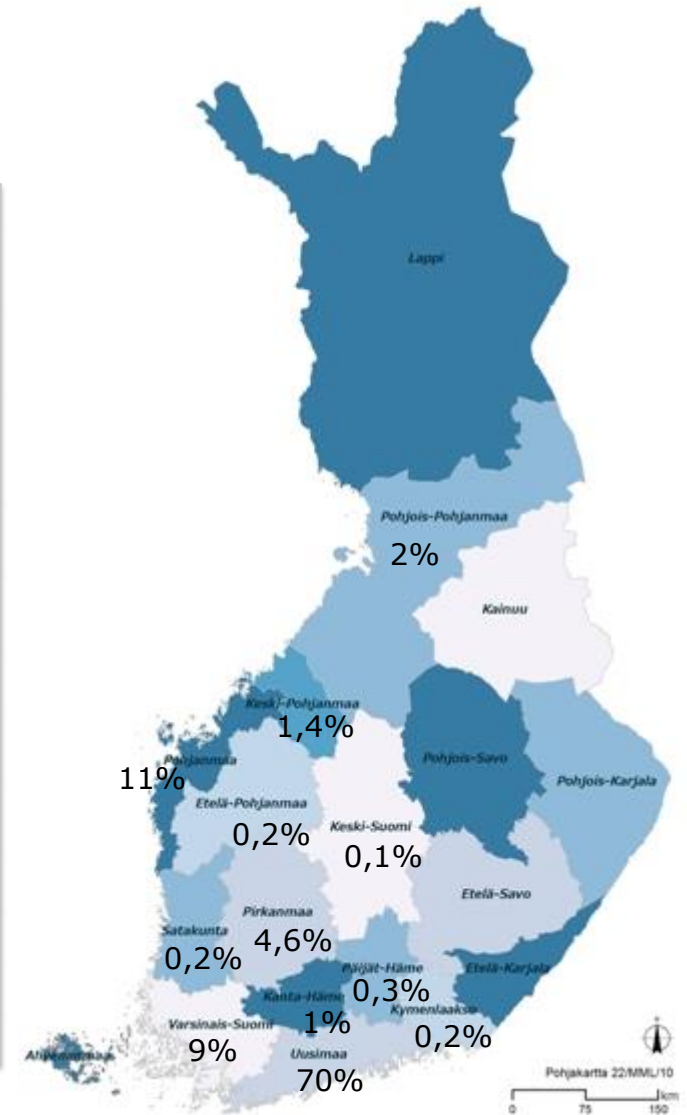 Lappi
Pohjois-Pohjanmaa
2%
Kainuu
Keski-Pohjanmaa
1,4%
Pohjanmaa
11%
Pohjois-Savo
Pohjois-Karjala
Etelä-Pohjanmaa
0,2%
Keski-Suomi
0,1%
Etelä-Savo
Pirkanmaa
4,6%
Satakunta
0,2%
Päijät-Häme
0,3%
Etelä-Karjala
Kanta-Häme
1%
Kymenlaakso
0,2%
Varsinais-Suomi
9%
Uusimaa
70%
Ahvenanmaa
Pohjakartta 22/MML/10
km
0 75 150